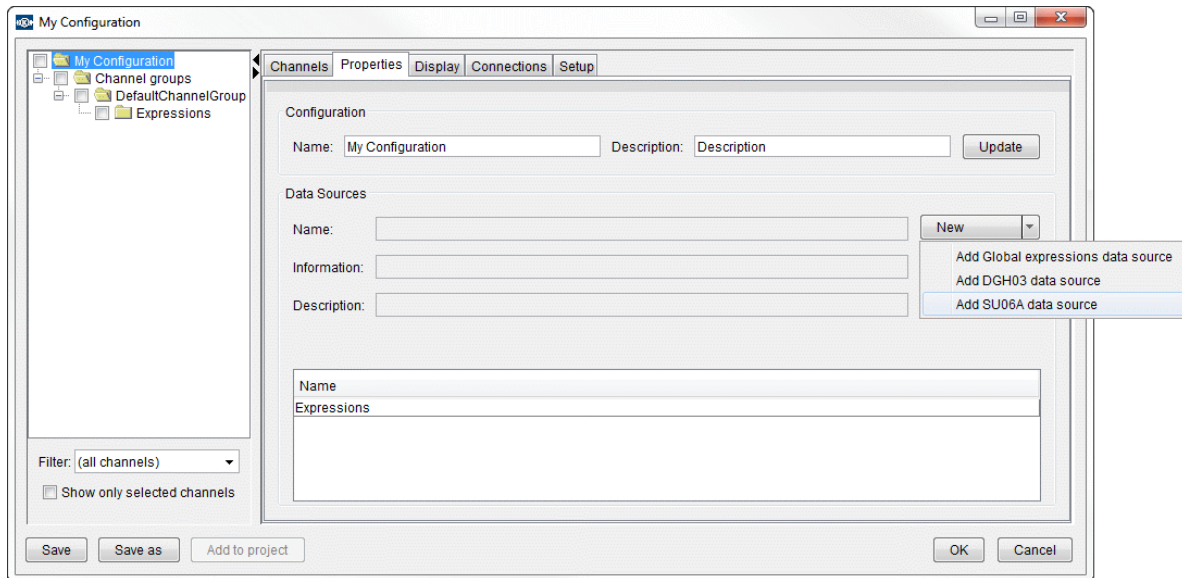 My Configuration
My Configuration
Channel groups
DefaultChannelGroup
Expressions
Filter: (all channels)
Show only selected channels
Channels Properties Display Connections Setup
Configuration
Name: My Configuration Description: Description Update
Data Sources
Name: New
Information:
Description:
Add Global expressions data source
Add DGH03 data source
Add SU06A data source
Name
Expressions
Save Save as Add to project OK Cancel